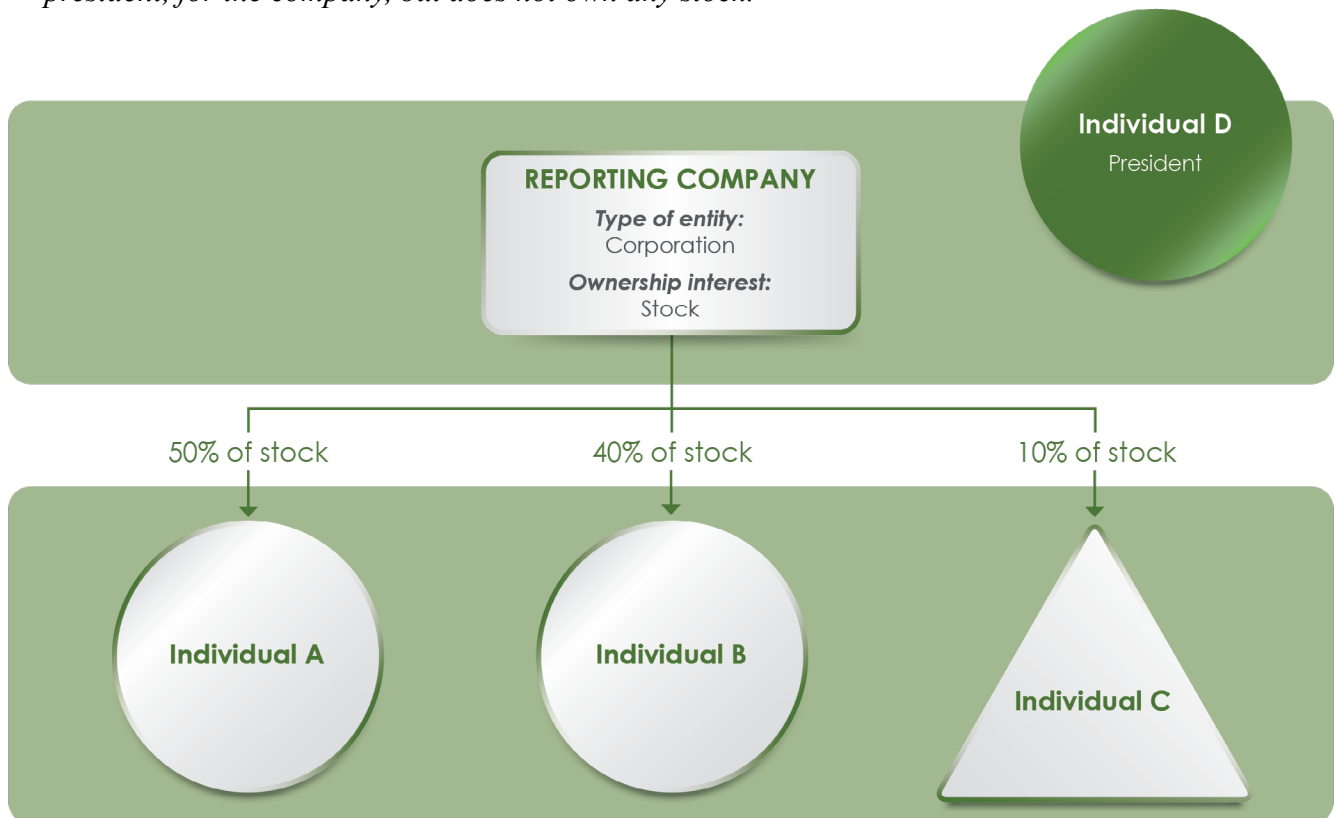 president, for the company, but does not own any stock.
Individual D
President
REPORTING COMPANY
Type of entity:
Corporation
Ownership interest:
Stock
50% of stock
40% of stock
10% of stock
Individual A
Individual B
Individual C